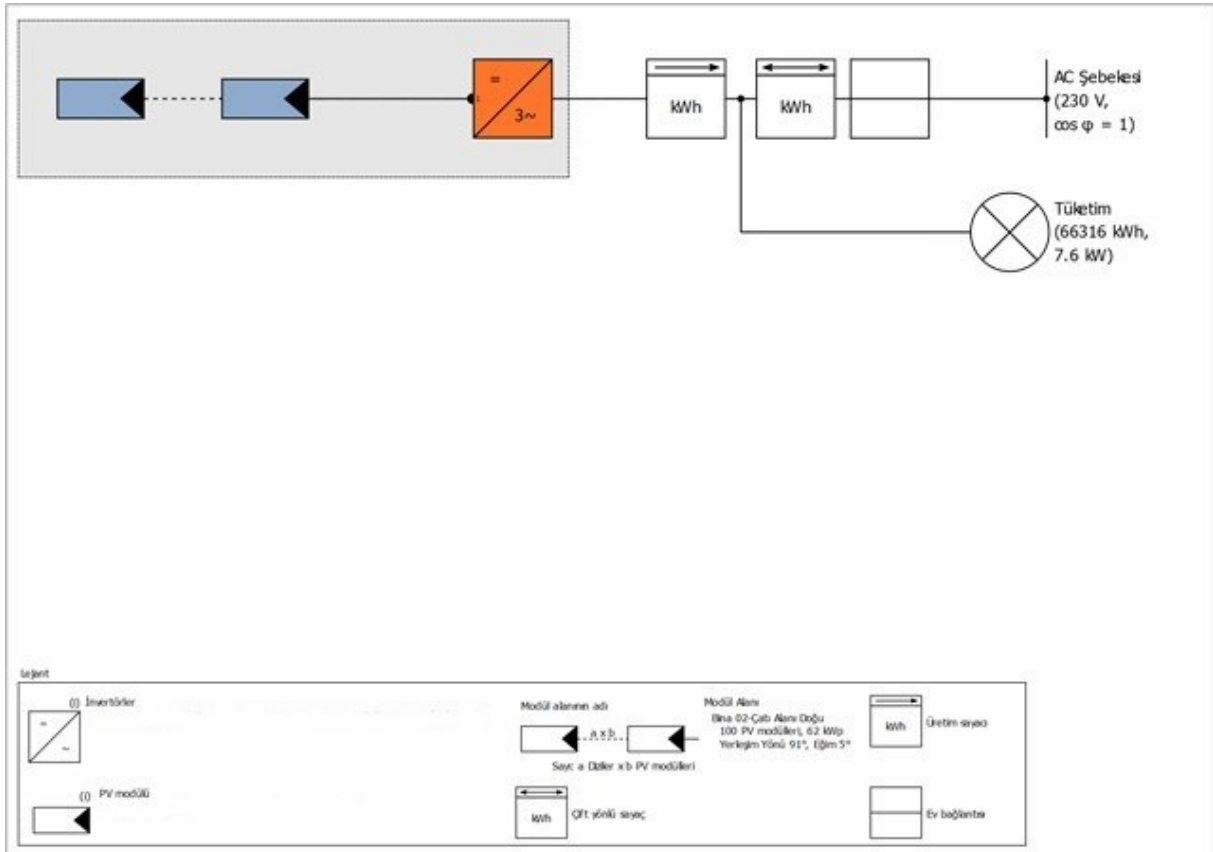 =
3~
kWh
kWh
AC Şebekesi
(230 V,
cos φ = 1)
Tüketim
(66316 kWh,
7.6 kW)
Lejant
(i) İnvertörler
=
~
(i) PV modülü
Modül alanının adı
a x b
Sayı: a Diziler x b PV modülleri
kWh
Çift yönlü sayaç
Modül Alanı
Bina 02-Çatı Alanı Doğu
100 PV modülleri, 62 kWp
Yerleşim Yönü 91°, Eğim 5°
kWh
Üretim sayacı
Ev bağlantısı